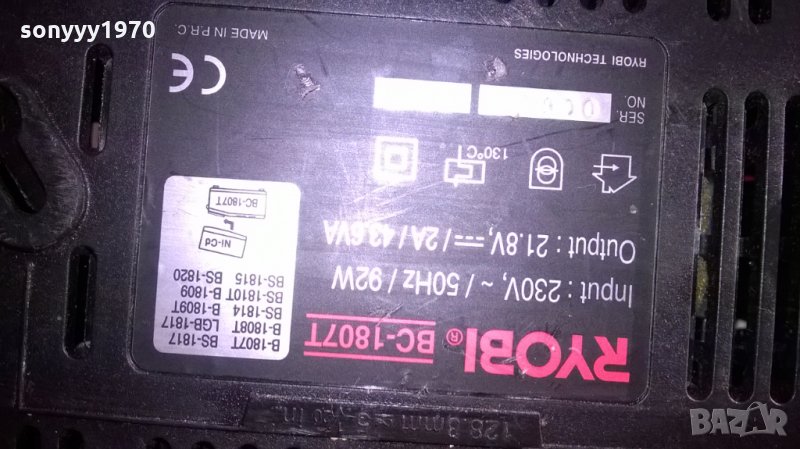 sonyyy1970
RYOBI® BC-1807T
Input : 230V, ~ / 50Hz / 92W
Output : 21.8V, ⎓ / 2A / 43.6VA
130°C
SER.
NO.
RYOBI TECHNOLOGIES
MADE IN P.R.C.
CE
B-1807T BS-1817
B-1808T LGB-1817
BS-1814 B-1809T
BS-1810T B-1809
BS-1815 BS-1820
Ni-Cd
BC-1807T
BAZAR